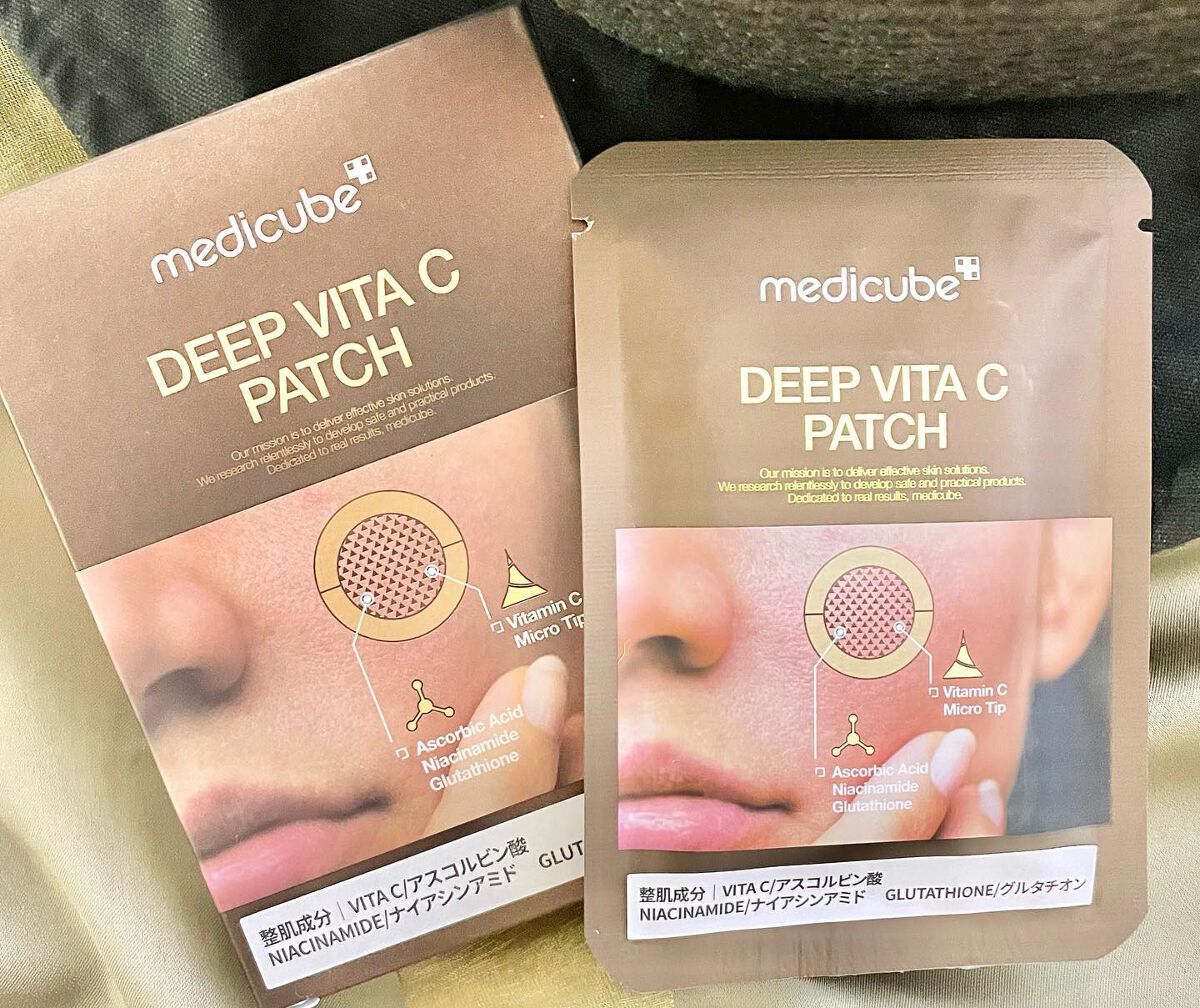 medicube
DEEP VITA C
PATCH
Our mission is to deliver effective skin solutions.
We research relentlessly to develop safe and practical products.
Dedicated to real results, medicube.
Vitamin C
Micro Tip
Ascorbic Acid
Niacinamide
Glutathione
整肌成分｜VITA C/アスコルビン酸
NIACINAMIDE/ナイアシンアミド GLUT
medicube
DEEP VITA C
PATCH
Our mission is to deliver effective skin solutions.
We research relentlessly to develop safe and practical products.
Dedicated to real results, medicube.
Vitamin C
Micro Tip
Ascorbic Acid
Niacinamide
Glutathione
整肌成分｜VITA C/アスコルビン酸
NIACINAMIDE/ナイアシンアミド GLUTATHIONE/グルタチオン